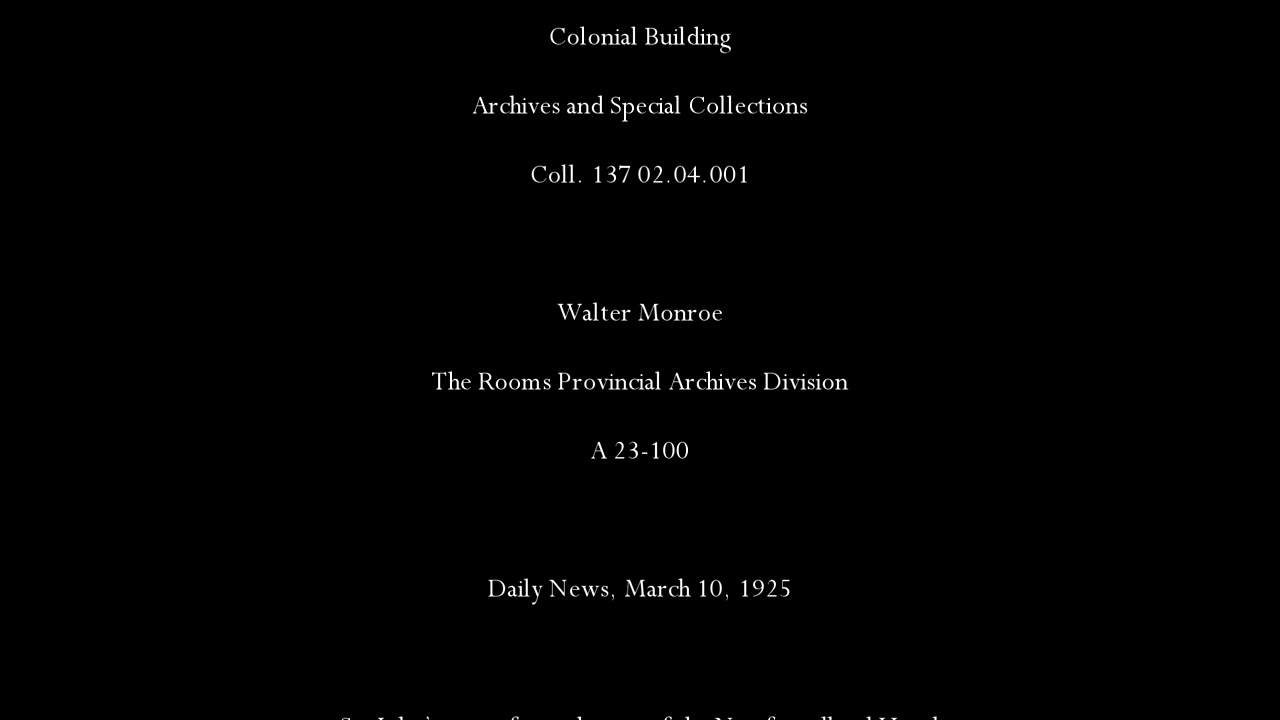 Colonial Building
Archives and Special Collections
Coll. 137 02.04.001
Walter Monroe
The Rooms Provincial Archives Division
A 23-100
Daily News, March 10, 1925